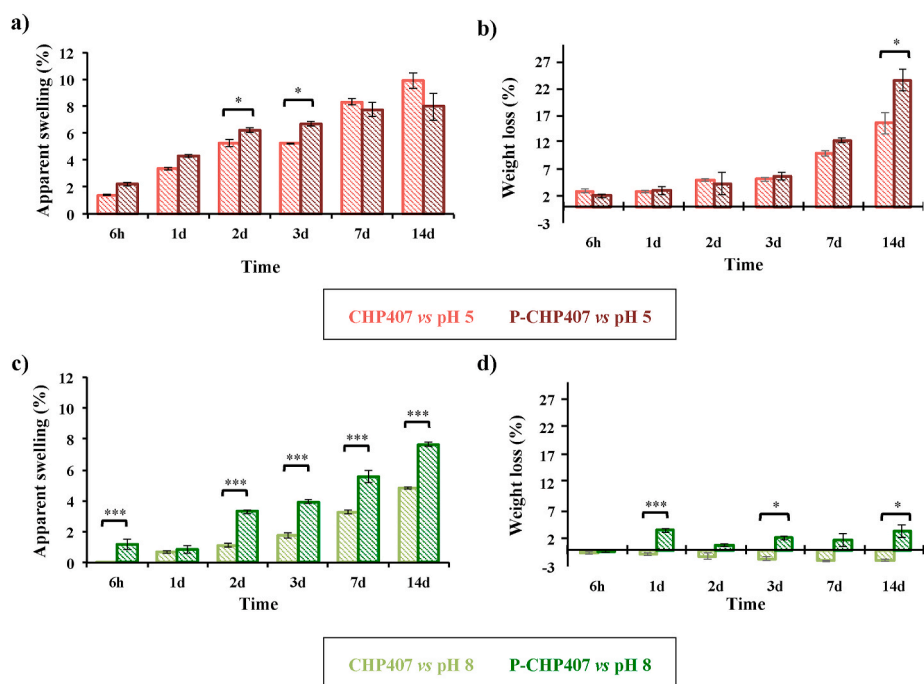 a)
Apparent swelling (%)
12
10
8
6
4
2
0
*
*
6h 1d 2d 3d 7d 14d
Time
b)
Weight loss (%)
27
22
17
12
7
2
-3
*
6h 1d 2d 3d 7d 14d
Time
CHP407 vs pH 5 P-CHP407 vs pH 5
c)
Apparent swelling (%)
12
10
8
6
4
2
0
***
***
***
***
***
6h 1d 2d 3d 7d 14d
Time
d)
Weight loss (%)
27
22
17
12
7
2
-3
***
*
*
6h 1d 2d 3d 7d 14d
Time
CHP407 vs pH 8 P-CHP407 vs pH 8